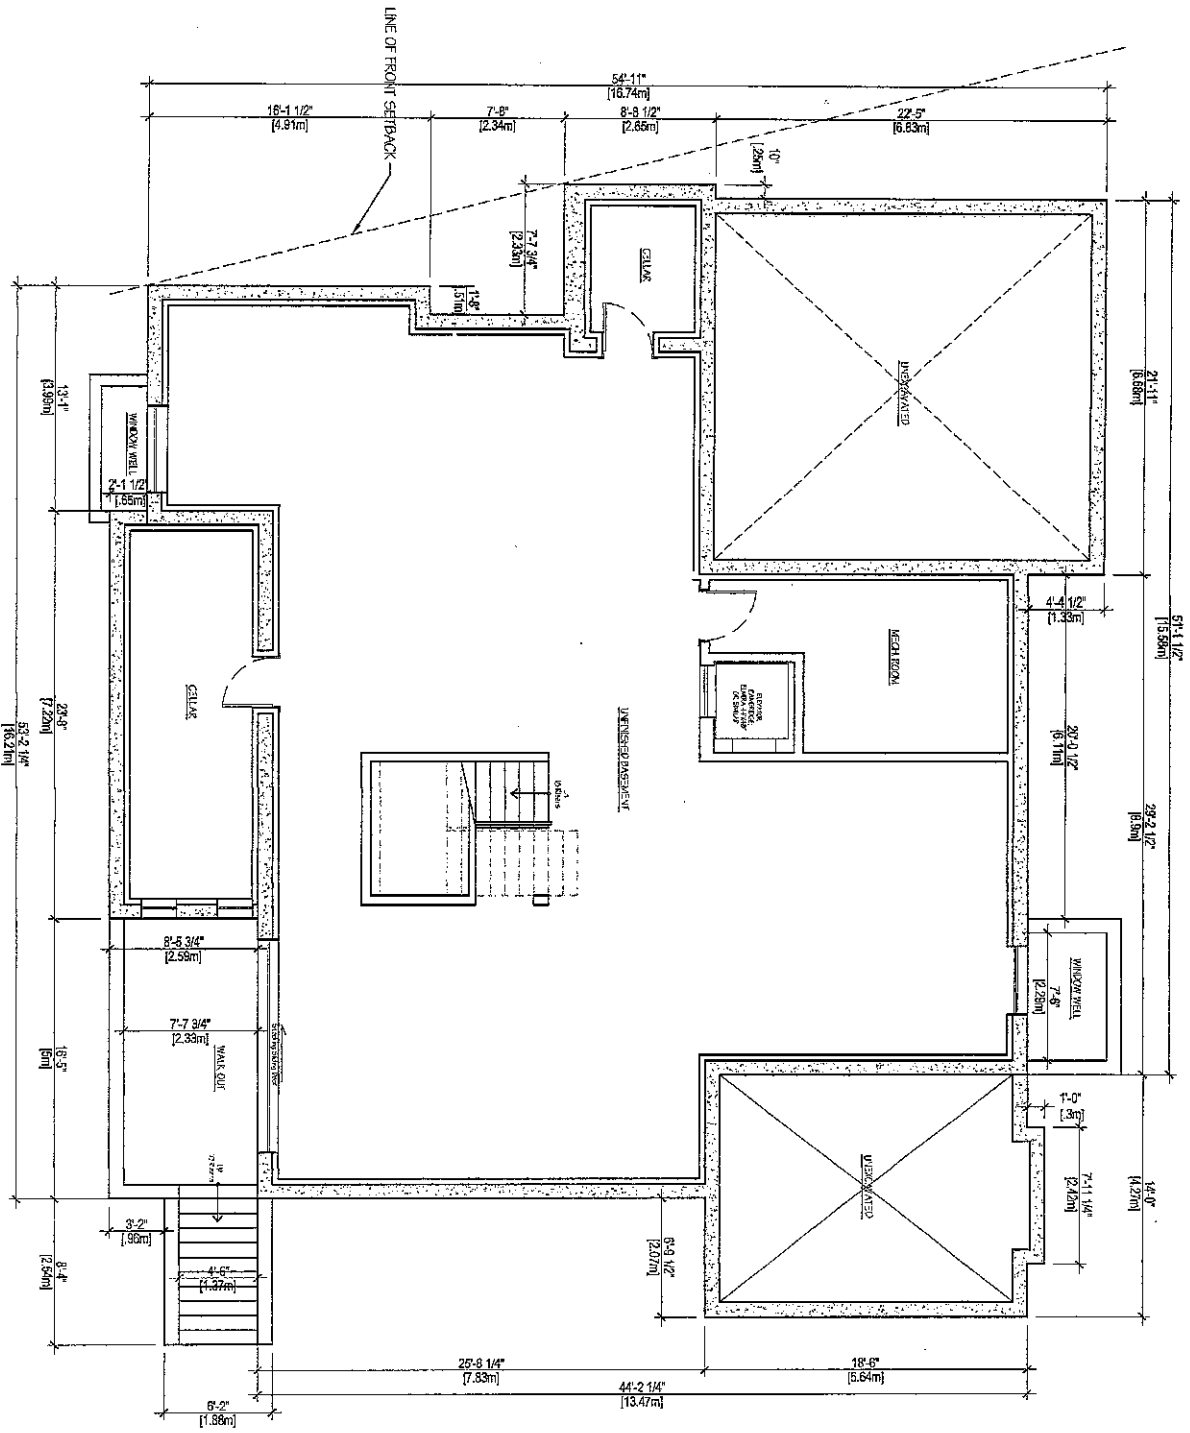 LINE OF FRONT SETBACK
54'-11"
[16.74m]
16'-1 1/2"
[4.91m]
7'-8"
[2.34m]
8'-8 1/2"
[2.65m]
22'-5"
[6.83m]
10"
[.25m]
7'-7 3/4"
[2.33m]
1'-8"
.51m]
CELLAR
UNEXCAVATED
21'-11"
[6.68m]
51'-1 1/2"
[15.58m]
13'-1"
[3.99m]
WINDOW WELL
2'-1 1/2"
[.65m]
4'-4 1/2"
[1.33m]
MECH. ROOM
ELEVATOR
CELLAR
UNFINISHED BASEMENT
23'-8"
[7.22m]
53'-2 1/4"
[16.21m]
20'-0 1/2"
[6.11m]
29'-2 1/2"
[8.9m]
8'-5 3/4"
[2.59m]
7'-7 3/4"
[2.33m]
WALK OUT
16'-5"
[5m]
WINDOW WELL
7'-6"
[2.29m]
1'-0"
[.3m]
7'-11 1/4"
[2.42m]
14'-0"
[4.27m]
UNEXCAVATED
UP
3'-2"
[.96m]
4'-6"
[1.37m]
8'-4"
[2.54m]
6'-9 1/2"
[2.07m]
25'-8 1/4"
[7.83m]
18'-6"
[5.64m]
44'-2 1/4"
[13.47m]
6'-2"
[1.88m]